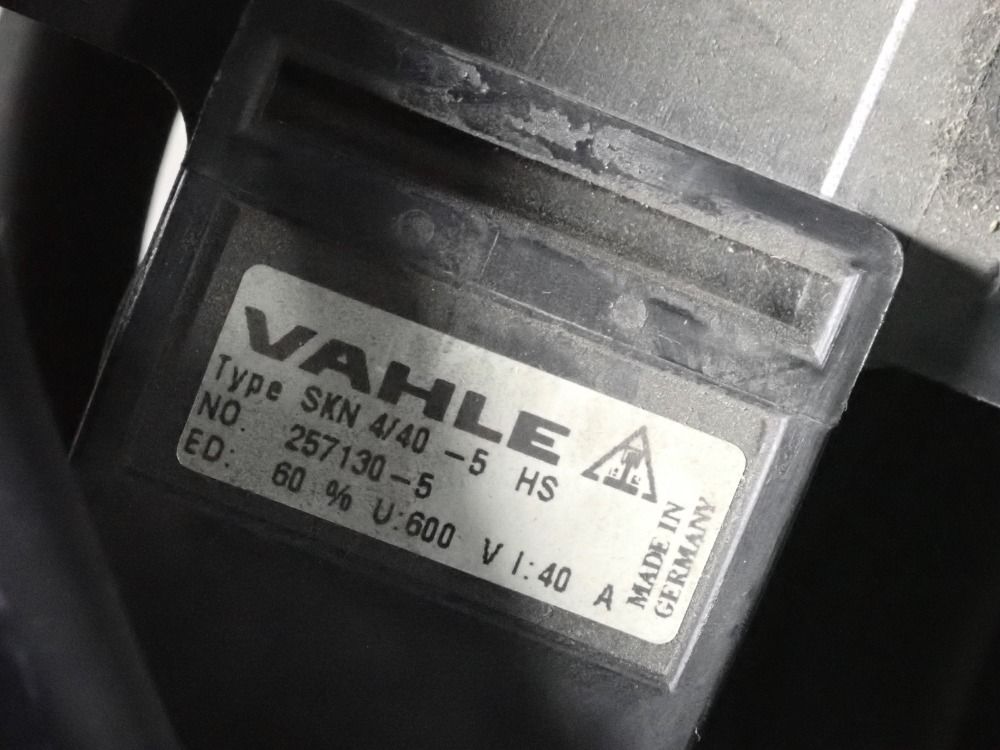 VAHLE
Type SKN 4/40 -5 HS
NO. 257130-5
ED: 60 % U:600 V I:40 A
MADE IN
GERMANY